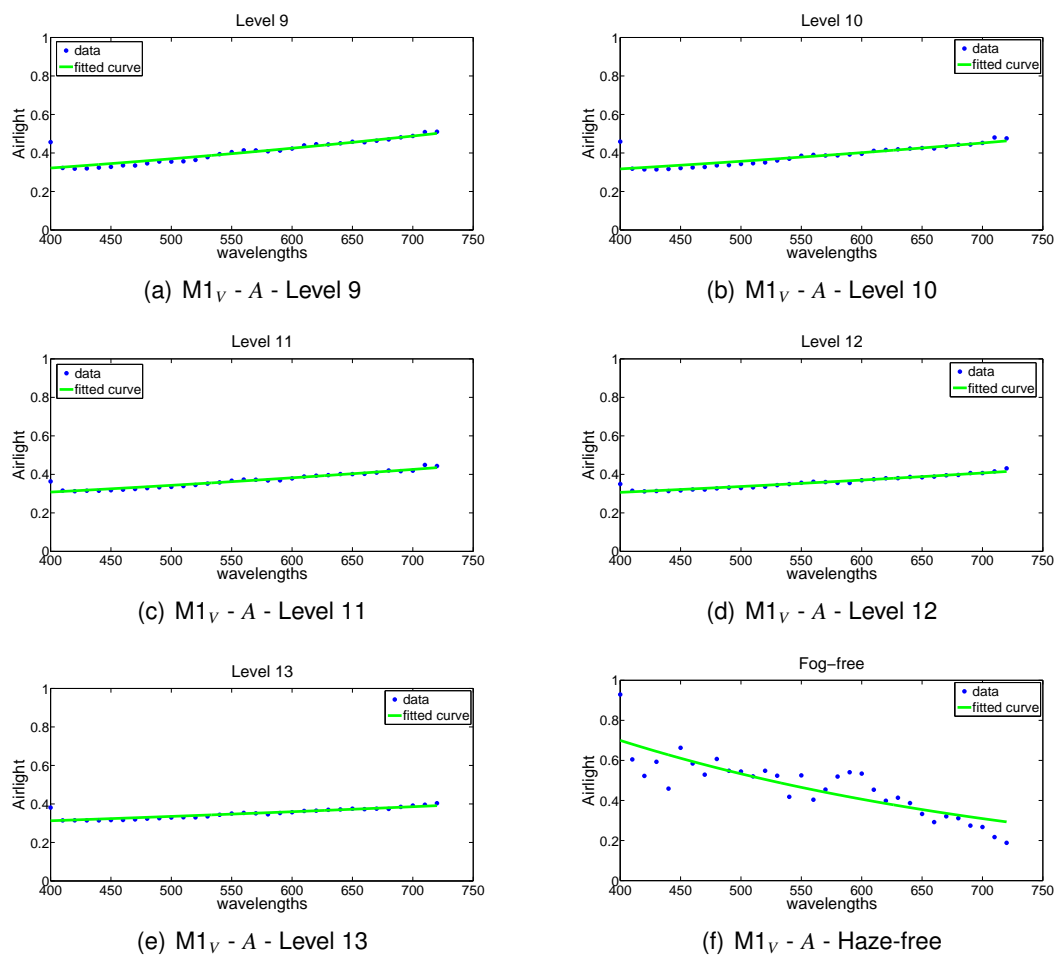 Level 9
1
0.8
0.6
0.4
0.2
0
Airlight
data
fitted curve
400 450 500 550 600 650 700 750
wavelengths
(a) M1V - A - Level 9
Level 10
1
0.8
0.6
0.4
0.2
0
Airlight
data
fitted curve
400 450 500 550 600 650 700 750
wavelengths
(b) M1V - A - Level 10
Level 11
1
0.8
0.6
0.4
0.2
0
Airlight
data
fitted curve
400 450 500 550 600 650 700 750
wavelengths
(c) M1V - A - Level 11
Level 12
1
0.8
0.6
0.4
0.2
0
Airlight
data
fitted curve
400 450 500 550 600 650 700 750
wavelengths
(d) M1V - A - Level 12
Level 13
1
0.8
0.6
0.4
0.2
0
Airlight
data
fitted curve
400 450 500 550 600 650 700 750
wavelengths
(e) M1V - A - Level 13
Fog-free
1
0.8
0.6
0.4
0.2
0
Airlight
data
fitted curve
400 450 500 550 600 650 700 750
wavelengths
(f) M1V - A - Haze-free